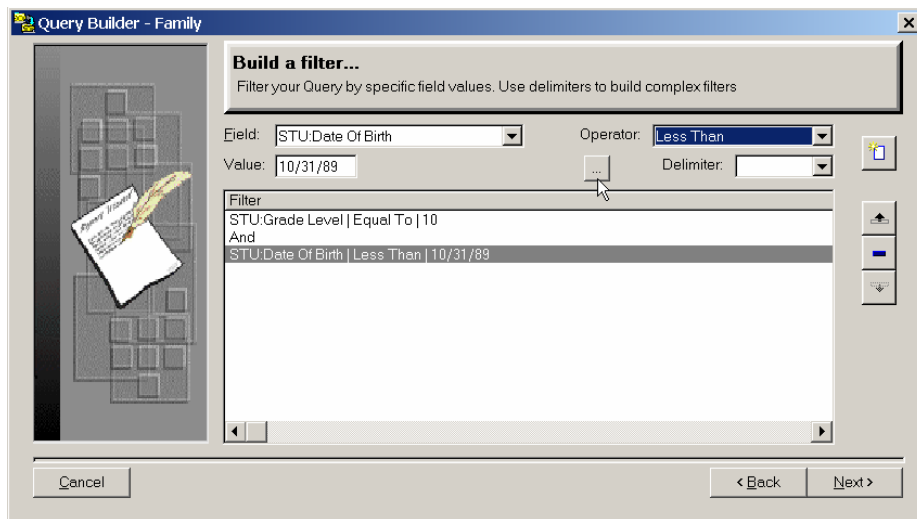 Query Builder - Family
Build a filter...
Filter your Query by specific field values. Use delimiters to build complex filters
Field: STU:Date Of Birth Operator: Less Than
Value: 10/31/89 ... Delimiter:
Filter
STU:Grade Level | Equal To | 10
And
STU:Date Of Birth | Less Than | 10/31/89
Cancel < Back Next >